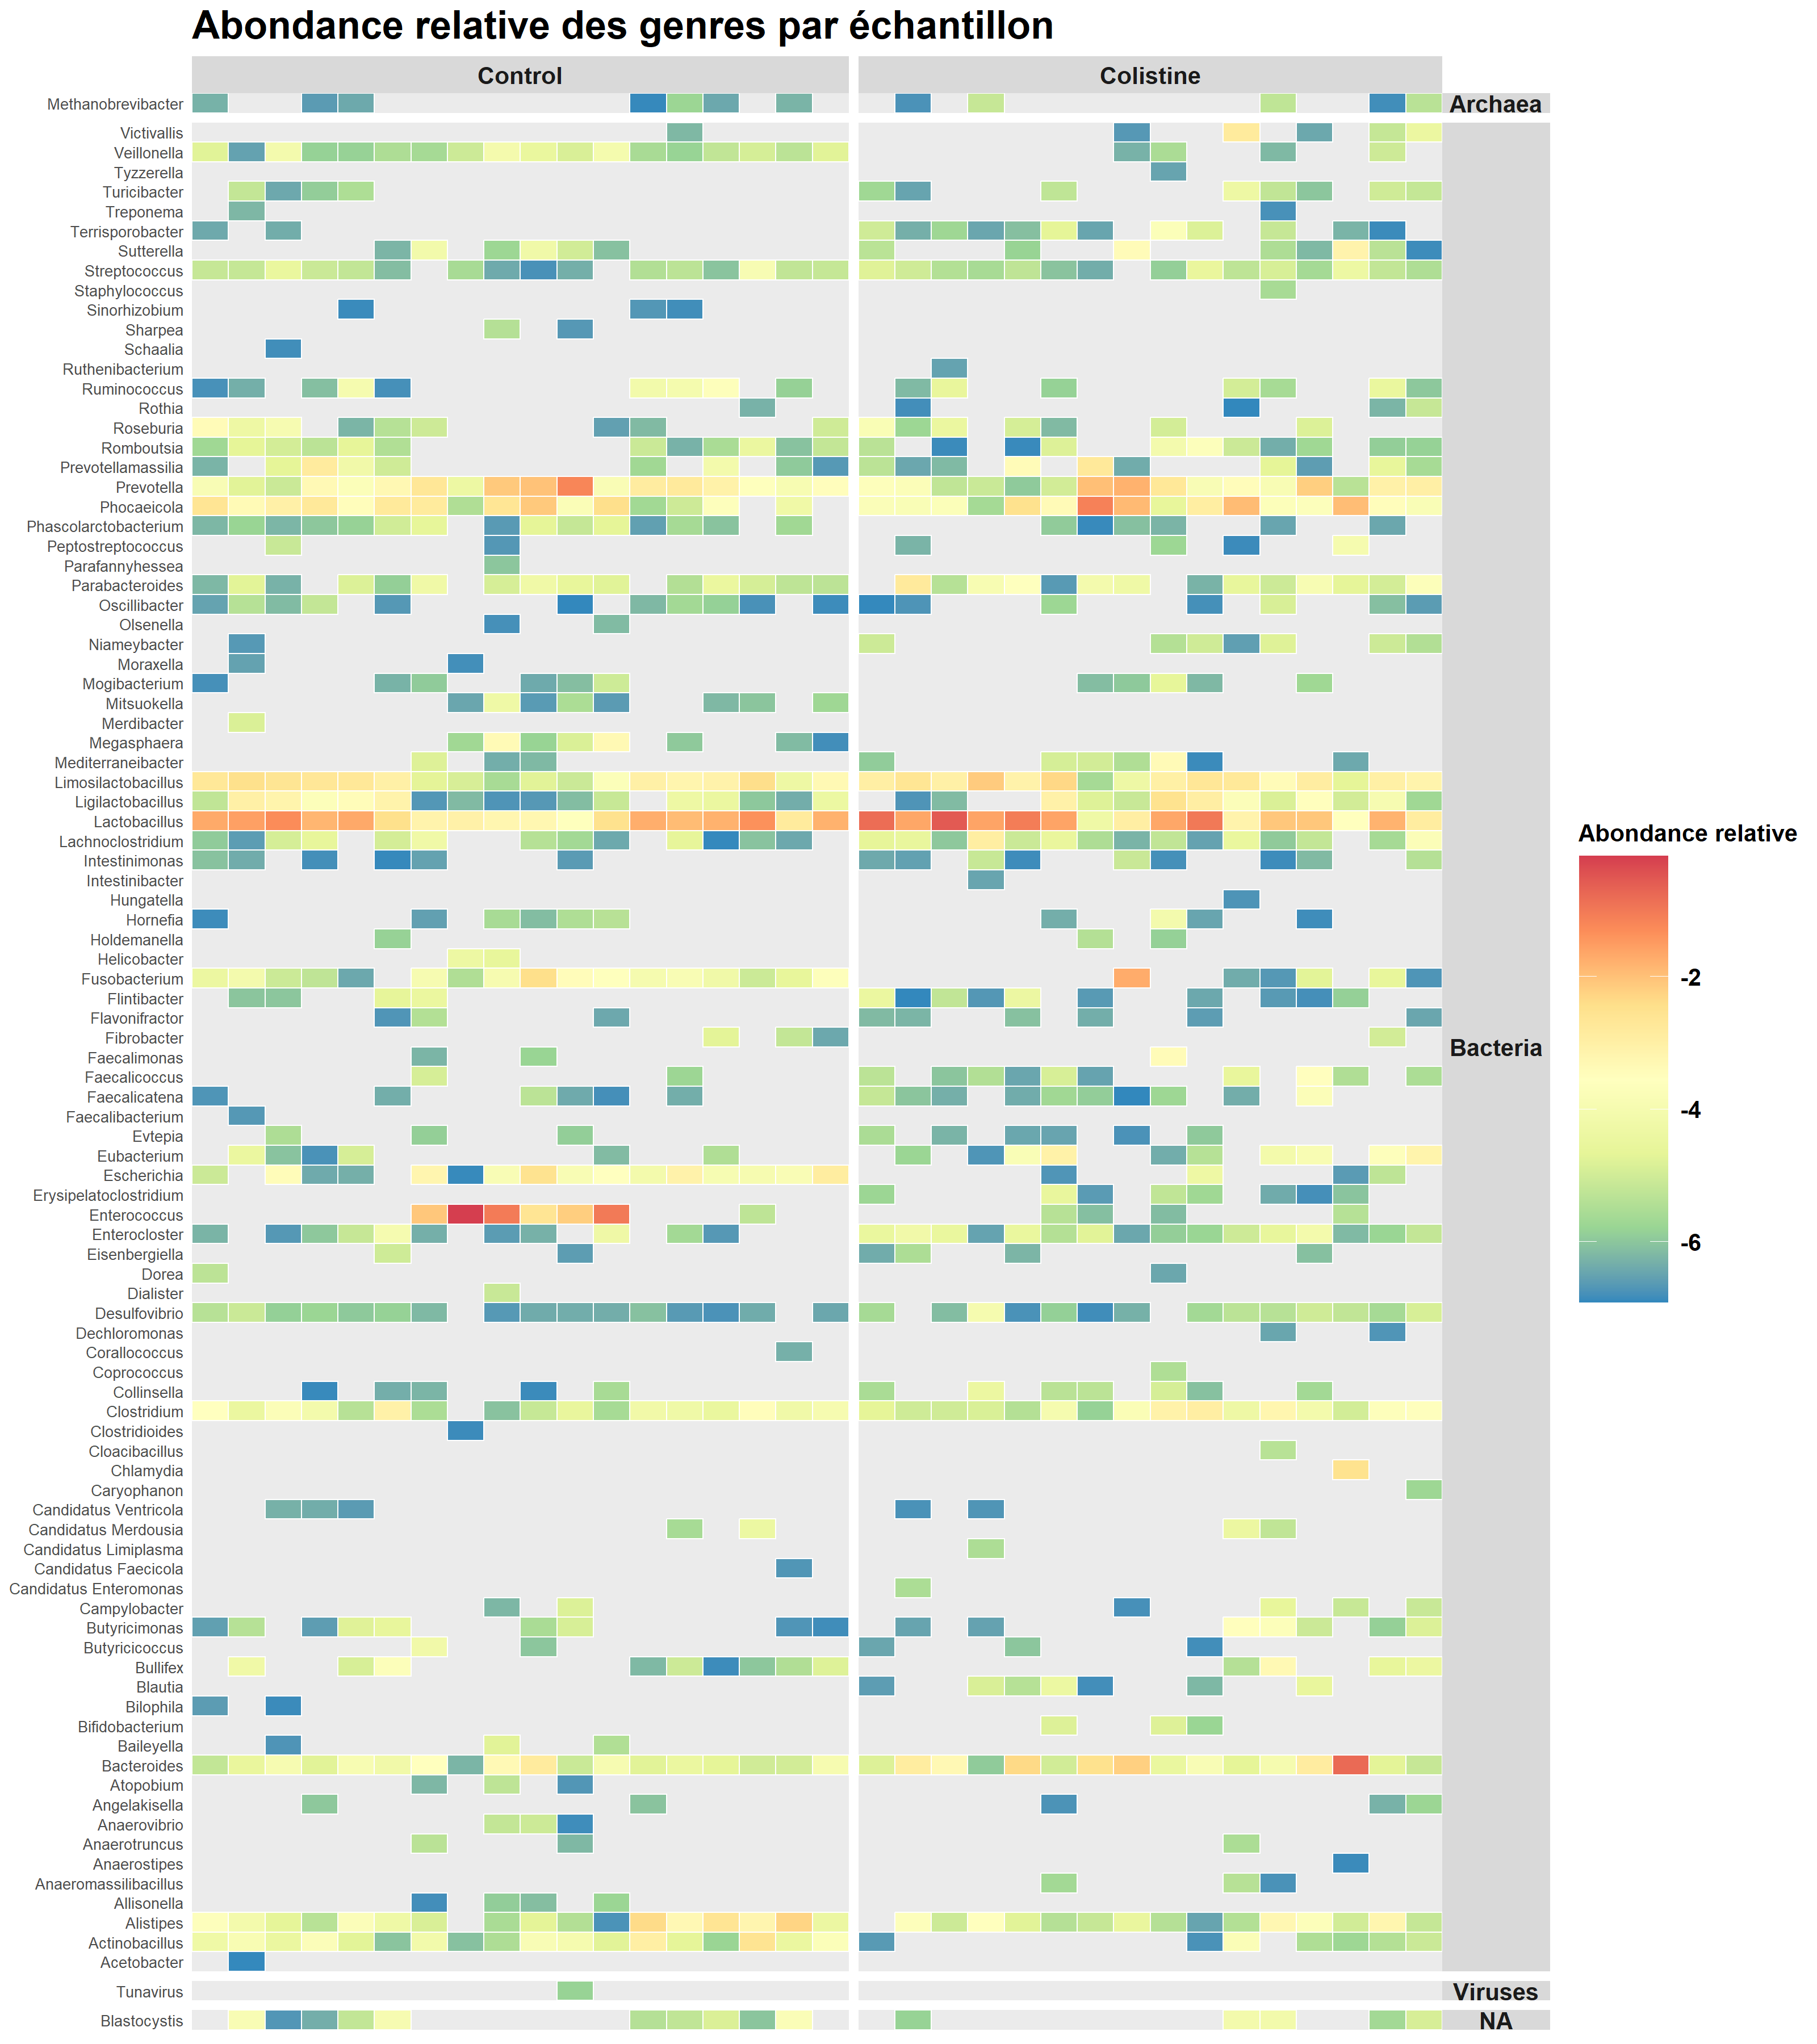 Abondance relative des genres par échantillon
Control
Colistine
Methanobrevibacter
Archaea
Victivallis
Veillonella
Tyzzerella
Turicibacter
Treponema
Terrisporobacter
Sutterella
Streptococcus
Staphylococcus
Sinorhizobium
Sharpea
Schaalia
Ruthenibacterium
Ruminococcus
Rothia
Roseburia
Romboutsia
Prevotellamassilia
Prevotella
Phocaeicola
Phascolarctobacterium
Peptostreptococcus
Parafannyhessea
Parabacteroides
Oscillibacter
Olsenella
Niameybacter
Moraxella
Mogibacterium
Mitsuokella
Merdibacter
Megasphaera
Mediterraneibacter
Limosilactobacillus
Ligilactobacillus
Lactobacillus
Lachnoclostridium
Intestinimonas
Intestinibacter
Hungatella
Hornefia
Holdemanella
Helicobacter
Fusobacterium
Flintibacter
Flavonifractor
Fibrobacter
Faecalimonas
Faecalicoccus
Faecalicatena
Faecalibacterium
Evtepia
Eubacterium
Escherichia
Erysipelatoclostridium
Enterococcus
Enterocloster
Eisenbergiella
Dorea
Dialister
Desulfovibrio
Dechloromonas
Corallococcus
Coprococcus
Collinsella
Clostridium
Clostridioides
Cloacibacillus
Chlamydia
Caryophanon
Candidatus Ventricola
Candidatus Merdousia
Candidatus Limiplasma
Candidatus Faecicola
Candidatus Enteromonas
Campylobacter
Butyricimonas
Butyricicoccus
Bullifex
Blautia
Bilophila
Bifidobacterium
Baileyella
Bacteroides
Atopobium
Angelakisella
Anaerovibrio
Anaerotruncus
Anaerostipes
Anaeromassilibacillus
Allisonella
Alistipes
Actinobacillus
Acetobacter
Bacteria
Tunavirus
Viruses
Blastocystis
NA
Abondance relative
-2
-4
-6